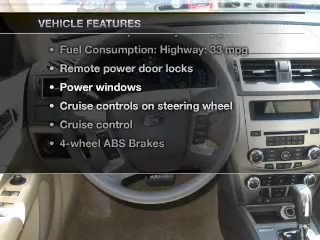 VEHICLE FEATURES
• Fuel Consumption: Highway: 33 mpg
• Remote power door locks
• Power windows
• Cruise controls on steering wheel
• Cruise control
• 4-wheel ABS Brakes